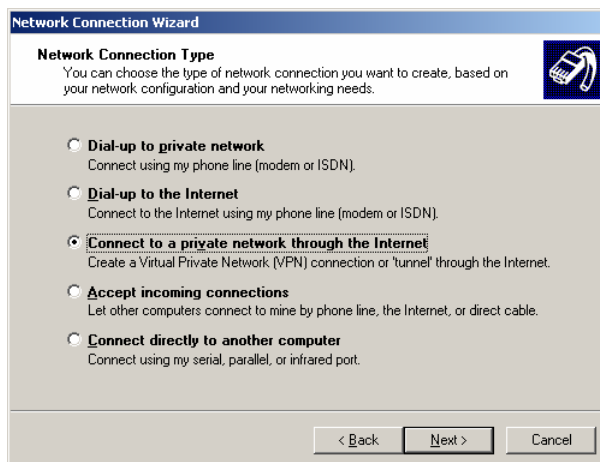 Network Connection Wizard
Network Connection Type
You can choose the type of network connection you want to create, based on
your network configuration and your networking needs.
Dial-up to private network
Connect using my phone line (modem or ISDN).
Dial-up to the Internet
Connect to the Internet using my phone line (modem or ISDN).
Connect to a private network through the Internet
Create a Virtual Private Network (VPN) connection or 'tunnel' through the Internet.
Accept incoming connections
Let other computers connect to mine by phone line, the Internet, or direct cable.
Connect directly to another computer
Connect using my serial, parallel, or infrared port.
< Back Next > Cancel